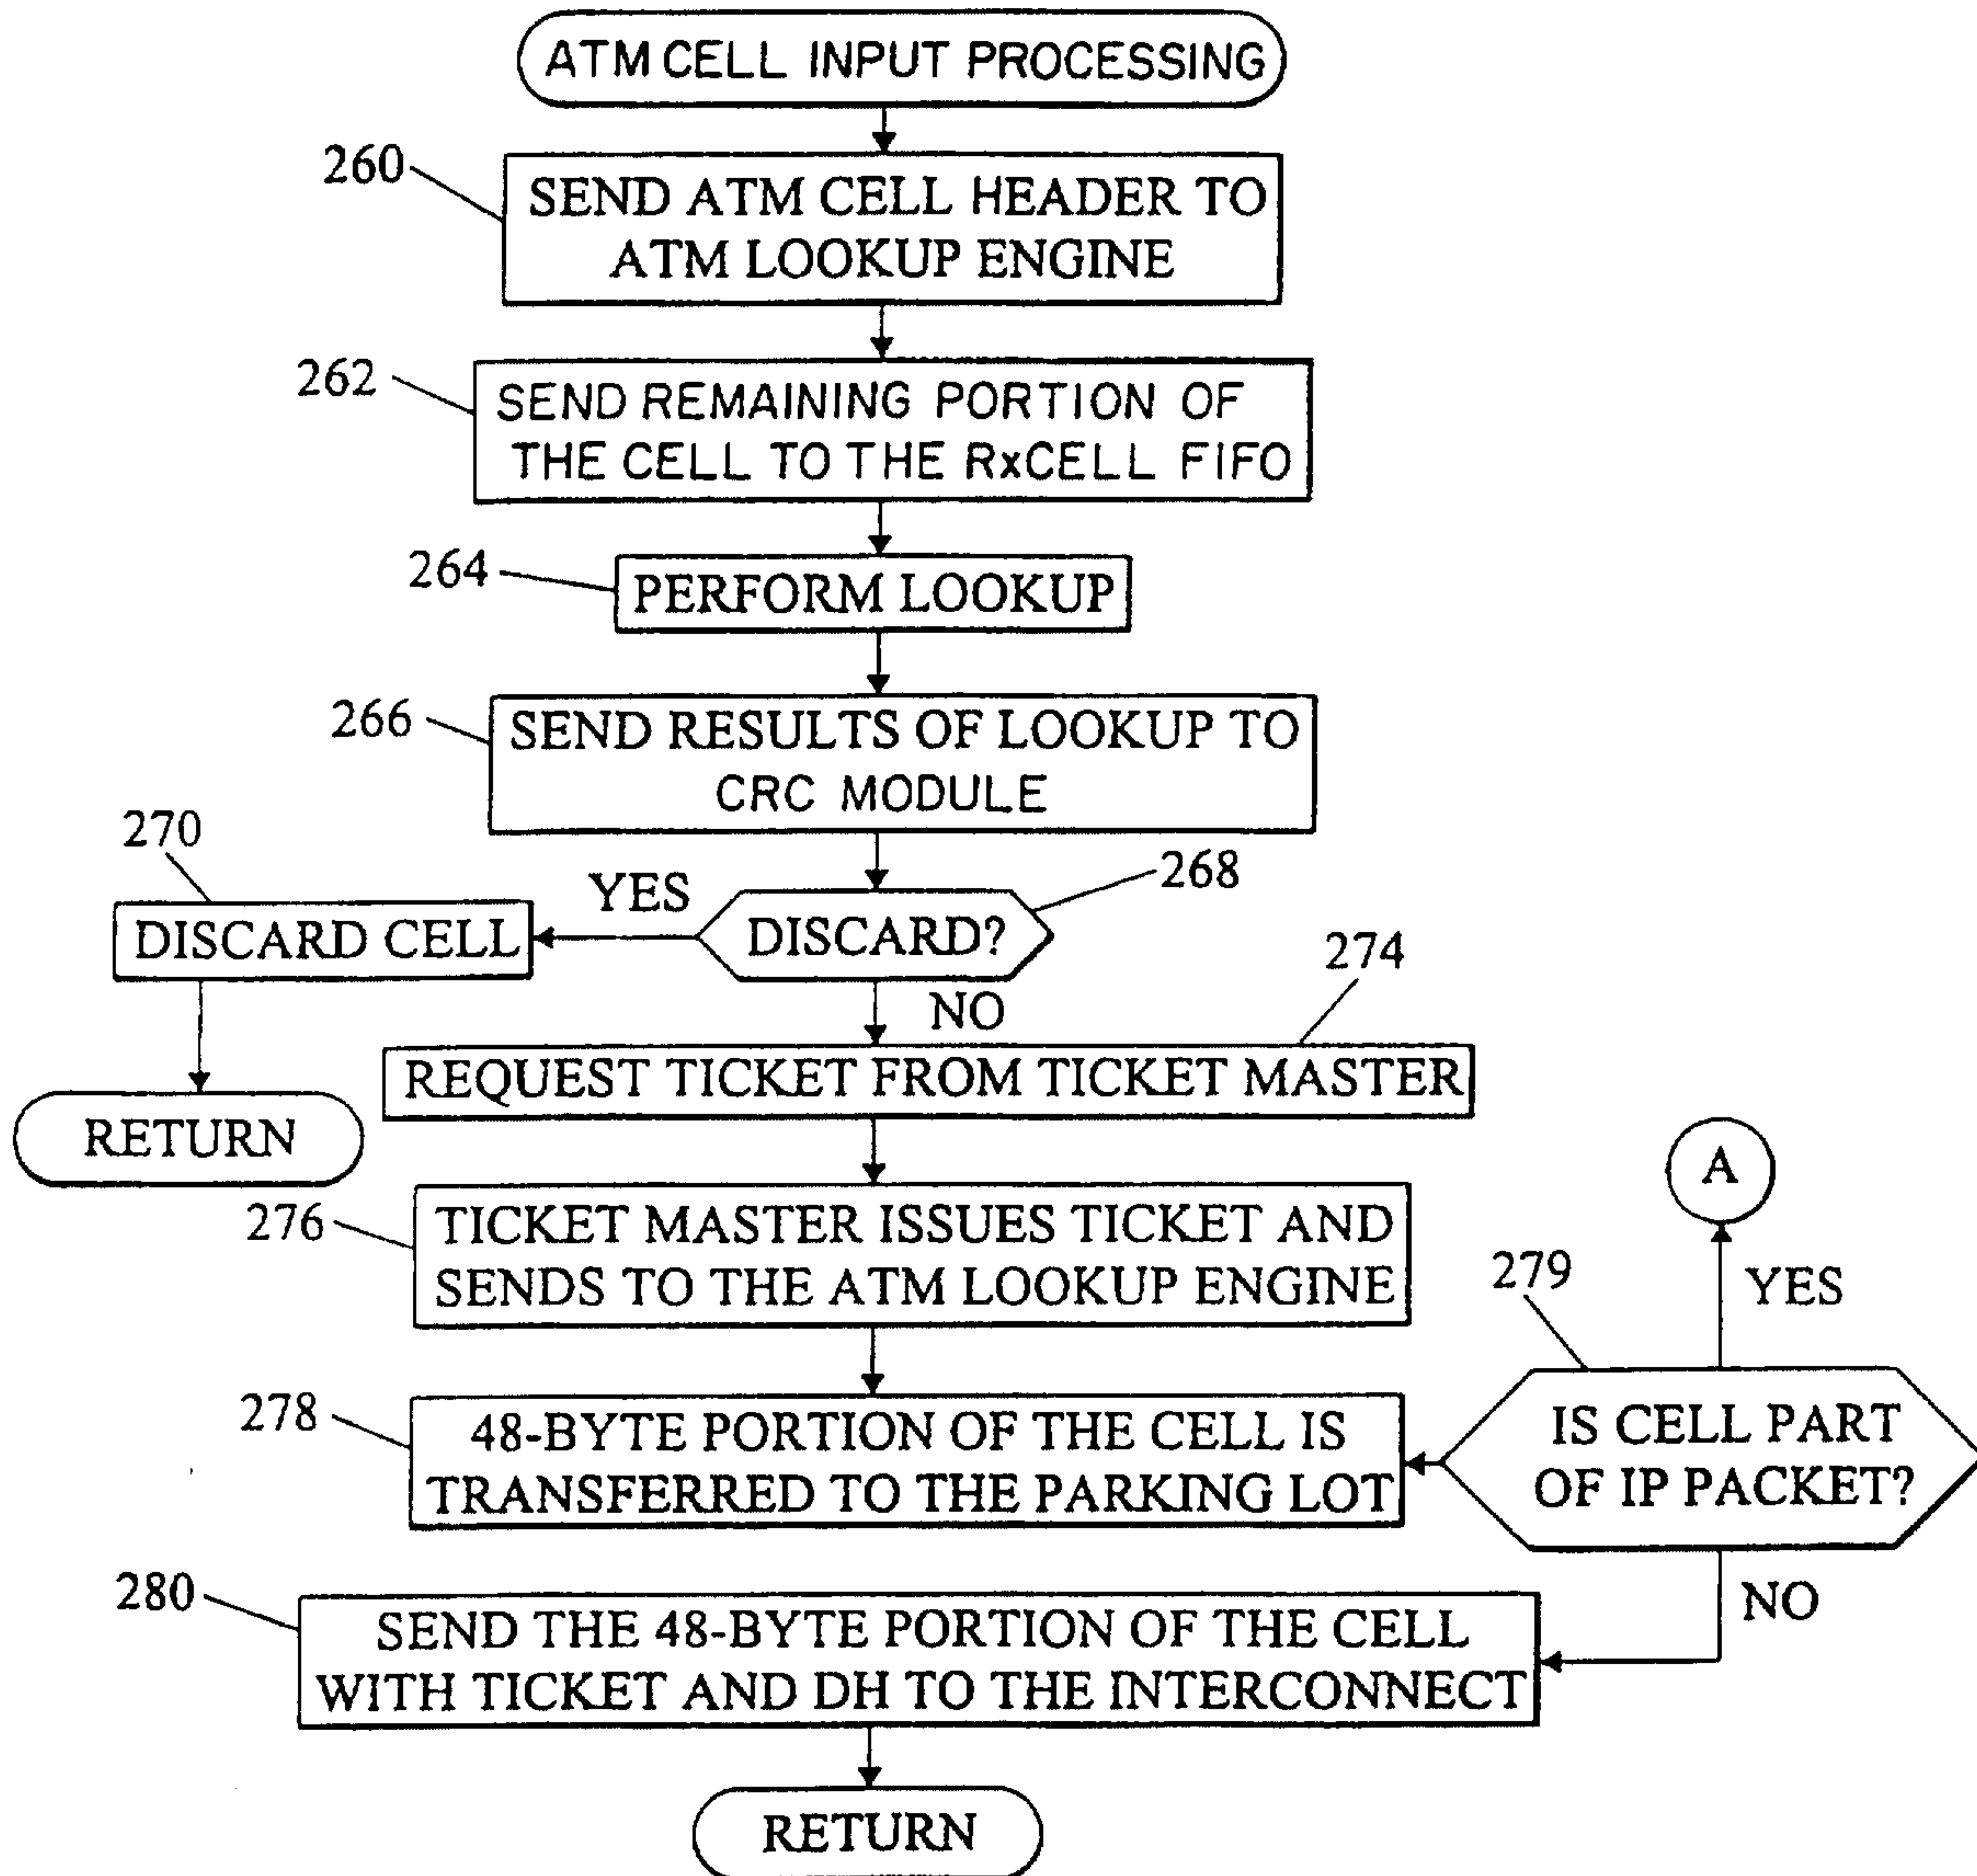 ATM CELL INPUT PROCESSING
260
SEND ATM CELL HEADER TO
ATM LOOKUP ENGINE
262
SEND REMAINING PORTION OF
THE CELL TO THE RxCELL FIFO
264
PERFORM LOOKUP
266
SEND RESULTS OF LOOKUP TO
CRC MODULE
270
268
YES
DISCARD CELL
DISCARD?
274
NO
REQUEST TICKET FROM TICKET MASTER
RETURN
A
276
TICKET MASTER ISSUES TICKET AND
SENDS TO THE ATM LOOKUP ENGINE
279
YES
278
48-BYTE PORTION OF THE CELL IS
TRANSFERRED TO THE PARKING LOT
IS CELL PART
OF IP PACKET?
280
NO
SEND THE 48-BYTE PORTION OF THE CELL
WITH TICKET AND DH TO THE INTERCONNECT
RETURN